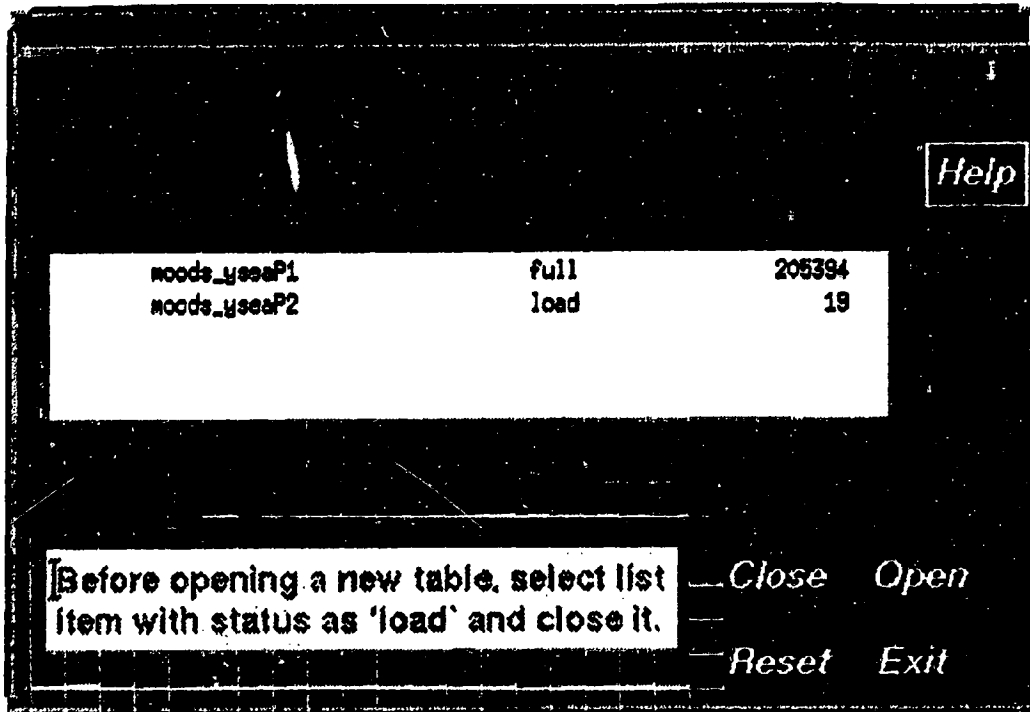 Help
moods_yseaP1 full 205394
moods_yseaP2 load 19
Before opening a new table, select list
item with status as 'load` and close it.
Close Open
Reset Exit